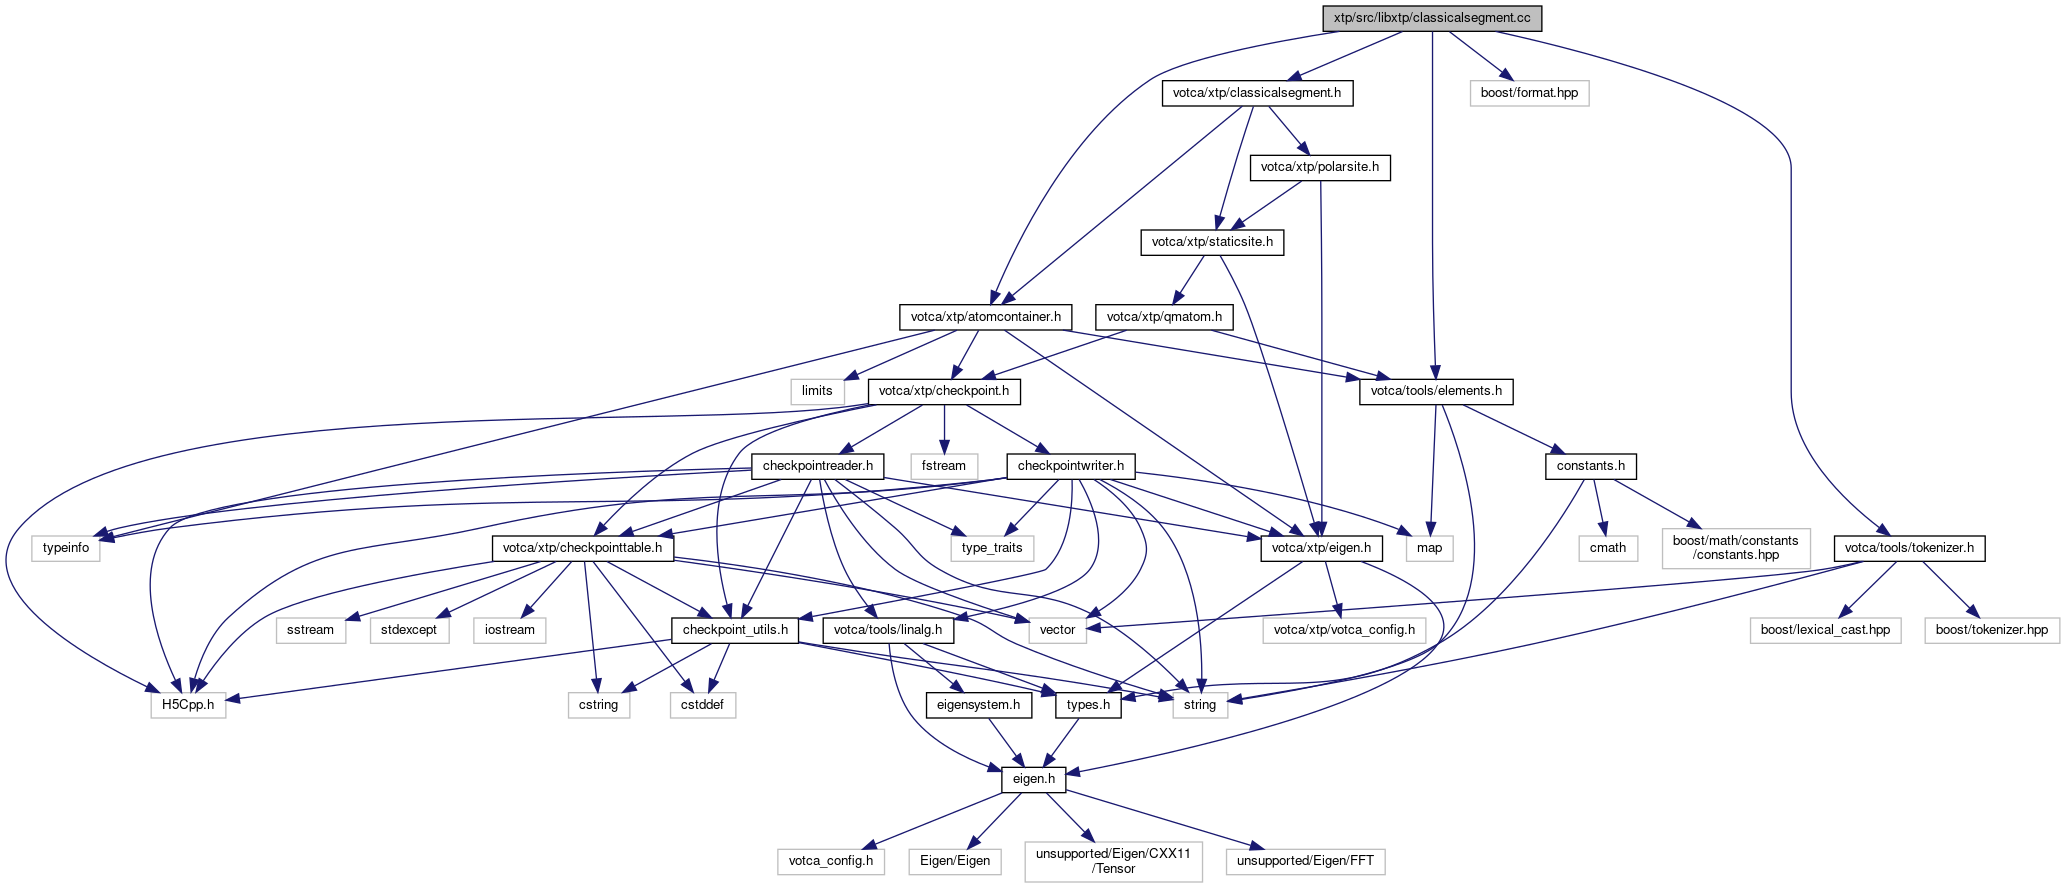 xtp/src/libxtp/classicalsegment.cc
votca/xtp/classicalsegment.h
boost/format.hpp
votca/xtp/polarsite.h
votca/xtp/staticsite.h
votca/xtp/atomcontainer.h
votca/xtp/qmatom.h
limits
votca/xtp/checkpoint.h
votca/tools/elements.h
checkpointreader.h
fstream
checkpointwriter.h
constants.h
typeinfo
votca/xtp/checkpointtable.h
type_traits
votca/xtp/eigen.h
map
cmath
boost/math/constants
/constants.hpp
votca/tools/tokenizer.h
sstream
stdexcept
iostream
checkpoint_utils.h
votca/tools/linalg.h
vector
votca/xtp/votca_config.h
boost/lexical_cast.hpp
boost/tokenizer.hpp
H5Cpp.h
cstring
cstddef
eigensystem.h
types.h
string
eigen.h
votca_config.h
Eigen/Eigen
unsupported/Eigen/CXX11
/Tensor
unsupported/Eigen/FFT